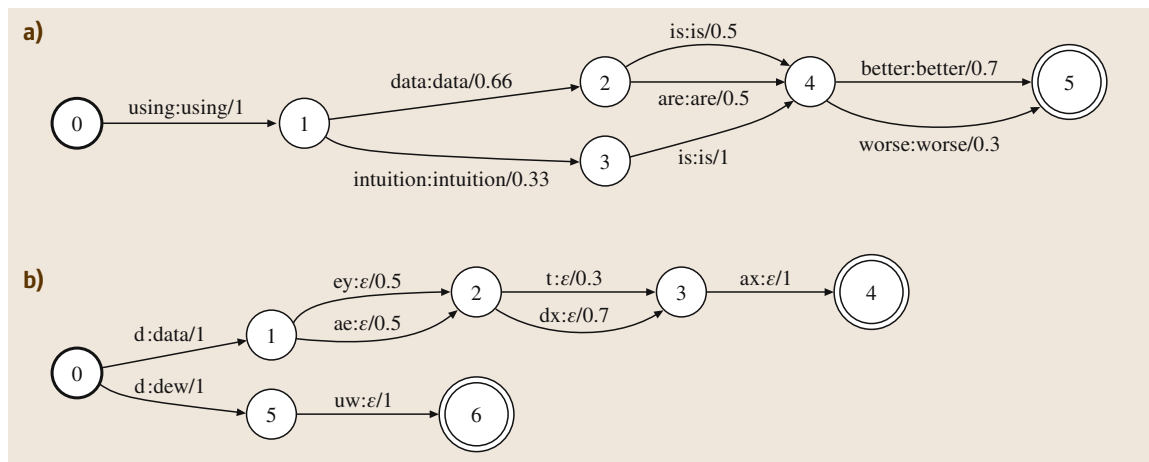 a)
is:is/0.5
data:data/0.66
2
4
better:better/0.7
5
using:using/1
are:are/0.5
0
1
3
is:is/1
worse:worse/0.3
intuition:intuition/0.33
b)
ey:ε/0.5
2
t:ε/0.3
3
ax:ε/1
4
d:data/1
1
ae:ε/0.5
dx:ε/0.7
0
d:dew/1
5
uw:ε/1
6